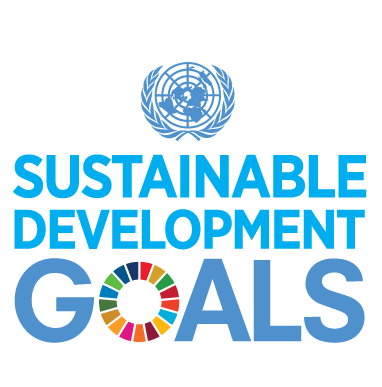 SUSTAINABLE
DEVELOPMENT
GOALS